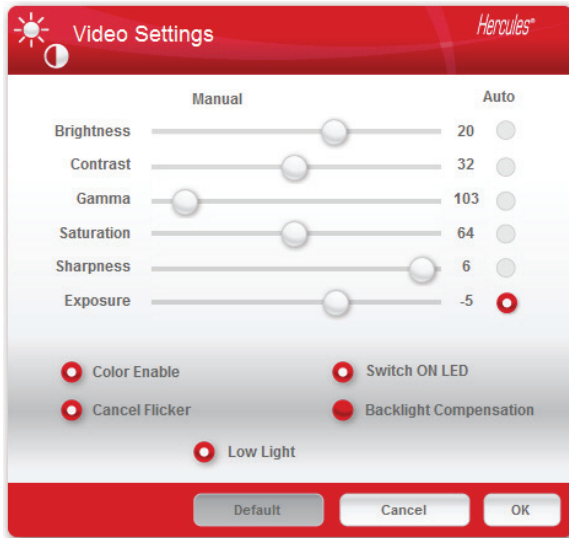 Video Settings
Hercules®
Manual Auto
Brightness 20
Contrast 32
Gamma 103
Saturation 64
Sharpness 6
Exposure -5
Color Enable Switch ON LED
Cancel Flicker Backlight Compensation
Low Light
Default Cancel OK